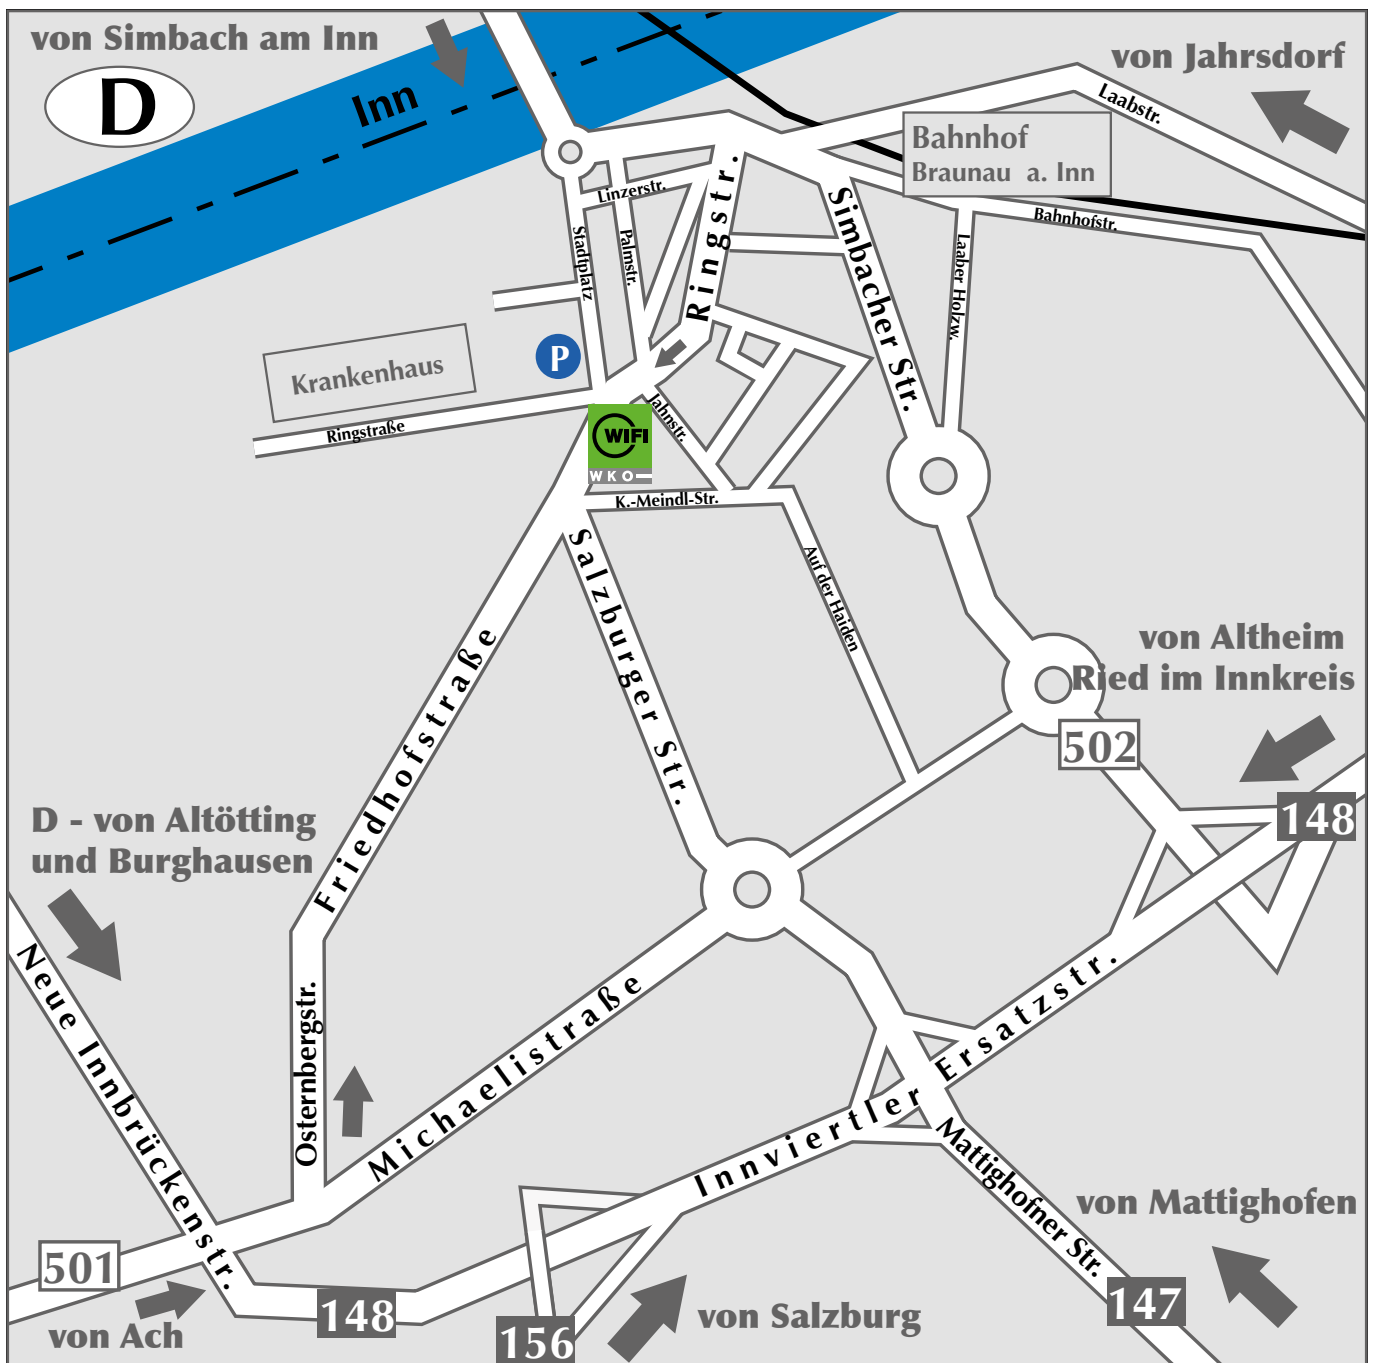 von Simbach am Inn
D
Inn
von Jahrsdorf
Laabstr.
Bahnhof
Braunau a. Inn
Bahnhofstr.
Linzerstr.
Stadtplatz
Palmstr.
Ringstr.
Simbacher Str.
Laaber Holzw.
P
Krankenhaus
Ringstraße
Jahnstr.
WIFI
WKO
K.-Meindl-Str.
Auf der Haiden
Salzburger Str.
Friedhofstraße
von Altheim
Ried im Innkreis
502
148
D - von Altötting
und Burghausen
Neue Innbrückenstr.
Osternbergstr.
Michaelistraße
Innviertler Ersatzstr.
Mattighofner Str.
von Mattighofen
501
von Ach
148
156
von Salzburg
147